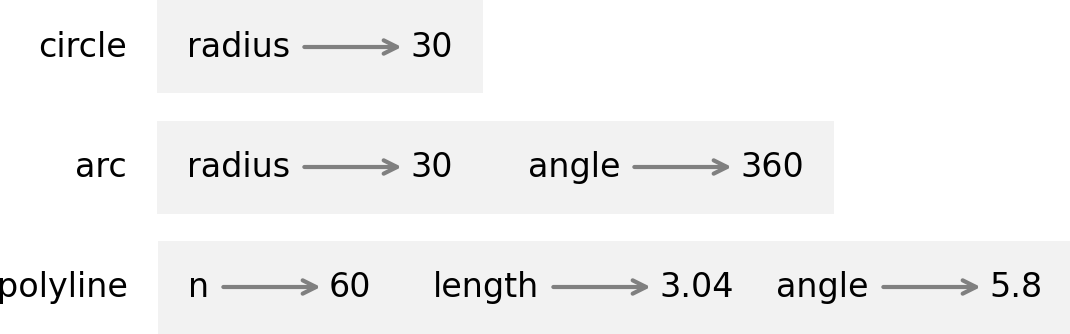 circle radius 30
arc radius 30 angle 360
polyline n 60 length 3.04 angle 5.8